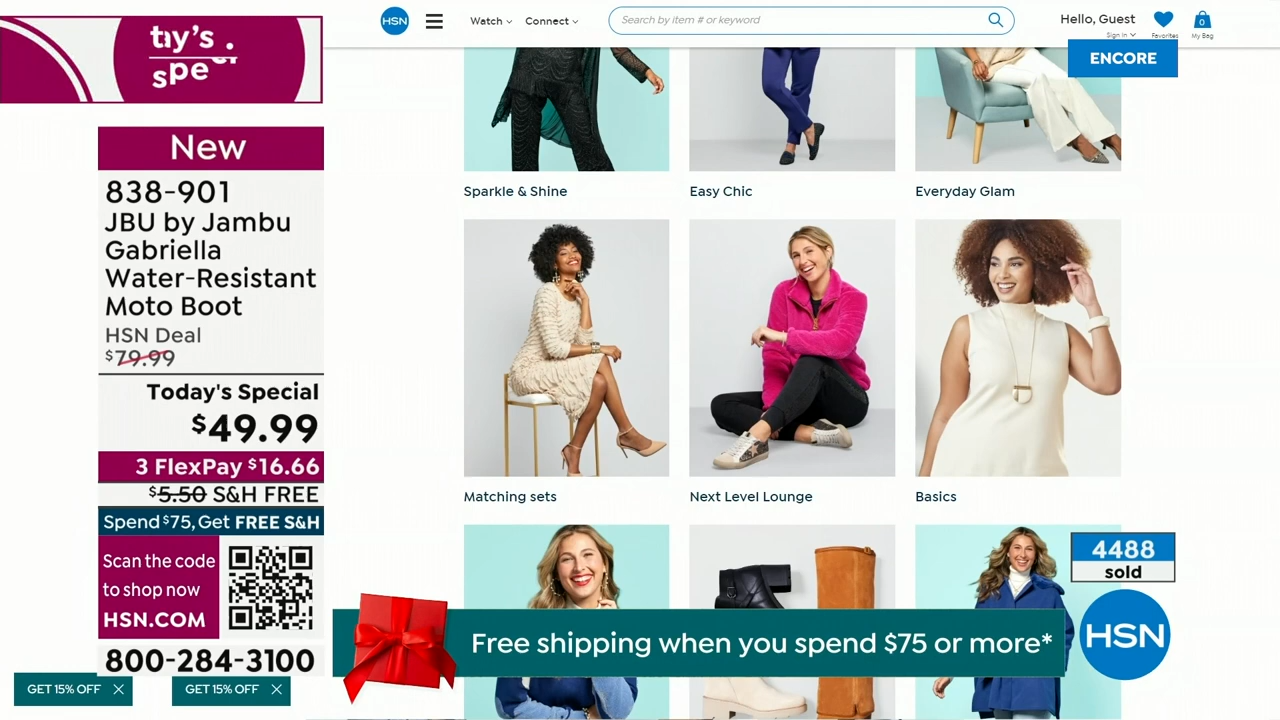 HSN
Watch
Connect
Search by item # or keyword
Hello, Guest
Sign In
Favorites
0
My Bag
ENCORE
New
838-901
JBU by Jambu
Gabriella
Water-Resistant
Moto Boot
HSN Deal
$79.99
Today's Special
$49.99
3 FlexPay $16.66
$5.50 S&H FREE
Spend $75, Get FREE S&H
Scan the code
to shop now
HSN.COM
800-284-3100
GET 15% OFF
GET 15% OFF
Sparkle & Shine
Easy Chic
Everyday Glam
Matching sets
Next Level Lounge
Basics
4488
sold
Free shipping when you spend $75 or more*
HSN